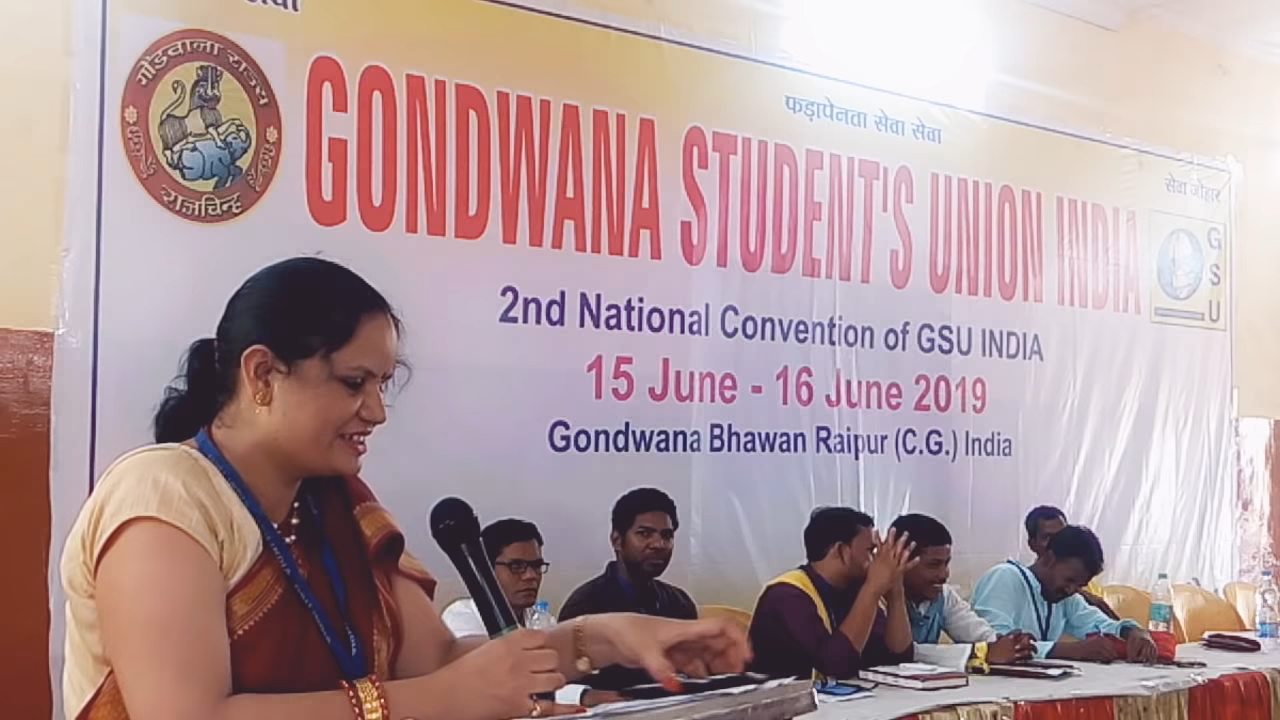 सेवा
गोंडवाना राज्य
राजचिन्ह
फड़ापेनता सेवा सेवा
सेवा जोहार
GONDWANA STUDENT'S UNION INDIA
GSU
2nd National Convention of GSU INDIA
15 June - 16 June 2019
Gondwana Bhawan Raipur (C.G.) India
INDIA